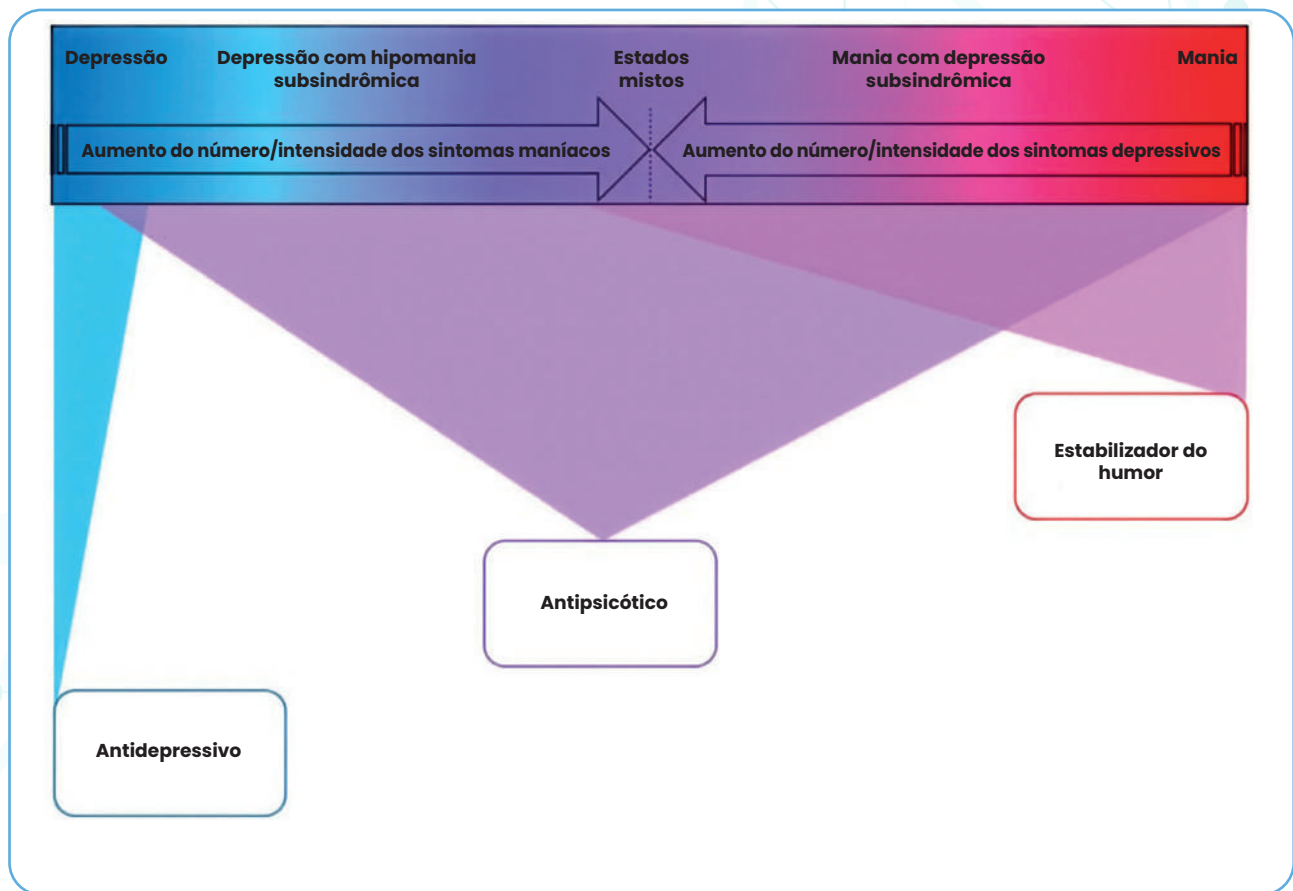 Depressão
Depressão com hipomania
subsindrômica
Estados
mistos
Mania com depressão
subsindrômica
Mania
Aumento do número/intensidade dos sintomas maníacos
Aumento do número/intensidade dos sintomas depressivos
Estabilizador do
humor
Antipsicótico
Antidepressivo